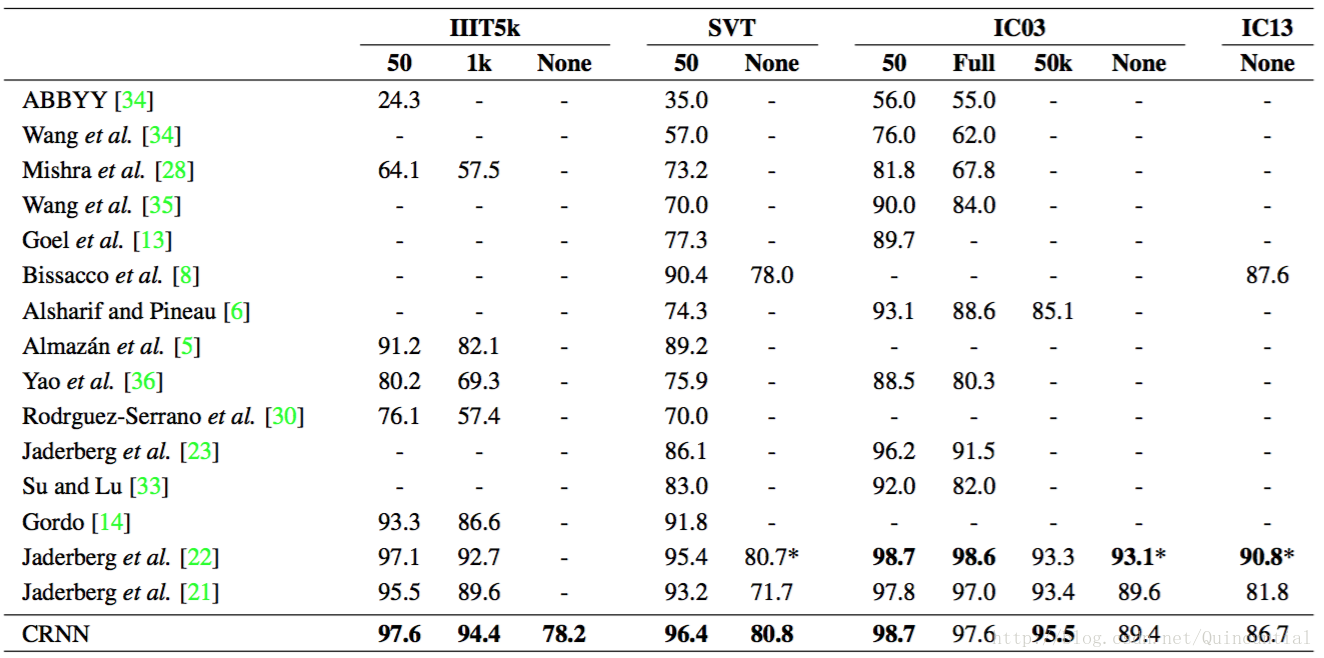 IIIT5k SVT IC03 IC13
50 1k None 50 None 50 Full 50k None None
ABBYY [34] 24.3 - - 35.0 - 56.0 55.0 - - -
Wang et al. [34] - - - 57.0 - 76.0 62.0 - - -
Mishra et al. [28] 64.1 57.5 - 73.2 - 81.8 67.8 - - -
Wang et al. [35] - - - 70.0 - 90.0 84.0 - - -
Goel et al. [13] - - - 77.3 - 89.7 - - - -
Bissacco et al. [8] - - - 90.4 78.0 - - - - 87.6
Alsharif and Pineau [6] - - - 74.3 - 93.1 88.6 85.1 - -
Almazán et al. [5] 91.2 82.1 - 89.2 - - - - - -
Yao et al. [36] 80.2 69.3 - 75.9 - 88.5 80.3 - - -
Rodrguez-Serrano et al. [30] 76.1 57.4 - 70.0 - - - - - -
Jaderberg et al. [23] - - - 86.1 - 96.2 91.5 - - -
Su and Lu [33] - - - 83.0 - 92.0 82.0 - - -
Gordo [14] 93.3 86.6 - 91.8 - - - - - -
Jaderberg et al. [22] 97.1 92.7 - 95.4 80.7* 98.7 98.6 93.3 93.1* 90.8*
Jaderberg et al. [21] 95.5 89.6 - 93.2 71.7 97.8 97.0 93.4 89.6 81.8
CRNN 97.6 94.4 78.2 96.4 80.8 98.7 97.6 95.5 89.4 86.7